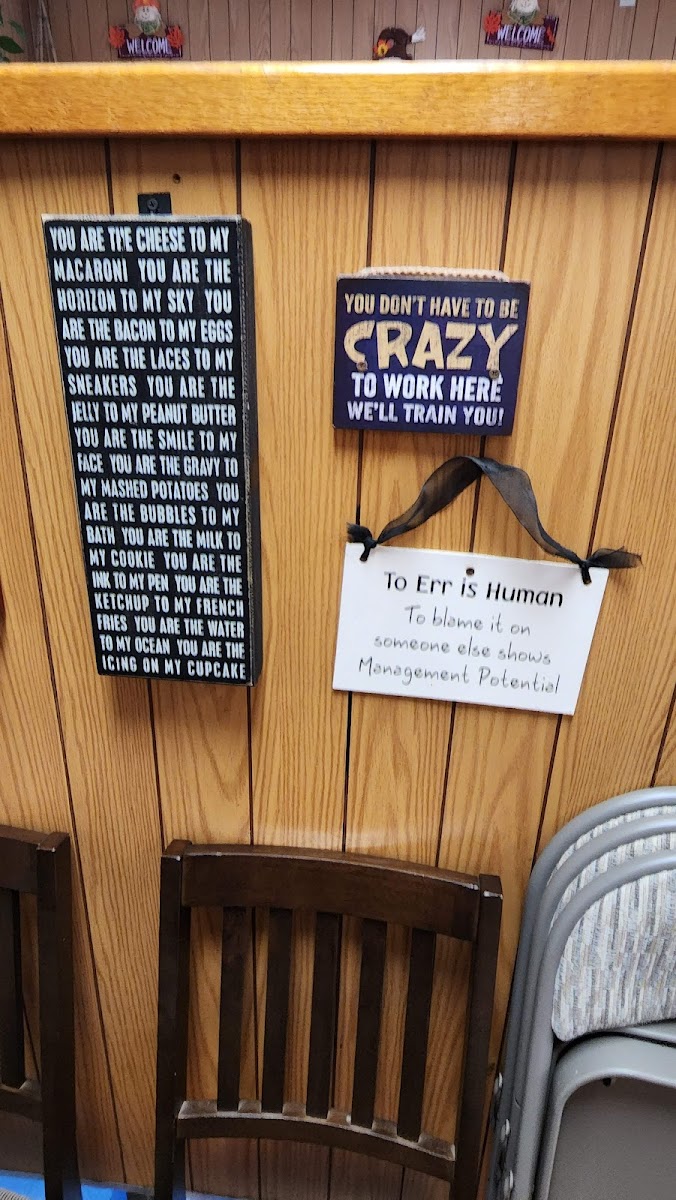 WELCOME
WELCOME
YOU ARE THE CHEESE TO MY
MACARONI YOU ARE THE
HORIZON TO MY SKY YOU
ARE THE BACON TO MY EGGS
YOU ARE THE LACES TO MY
SNEAKERS YOU ARE THE
JELLY TO MY PEANUT BUTTER
YOU ARE THE SMILE TO MY
FACE YOU ARE THE GRAVY TO
MY MASHED POTATOES YOU
ARE THE BUBBLES TO MY
BATH YOU ARE THE MILK TO
MY COOKIE YOU ARE THE
INK TO MY PEN YOU ARE THE
KETCHUP TO MY FRENCH
FRIES YOU ARE THE WATER
TO MY OCEAN YOU ARE THE
ICING ON MY CUPCAKE
YOU DON'T HAVE TO BE
CRAZY
TO WORK HERE
WE'LL TRAIN YOU!
To Err is Human
To blame it on
someone else shows
Management Potential